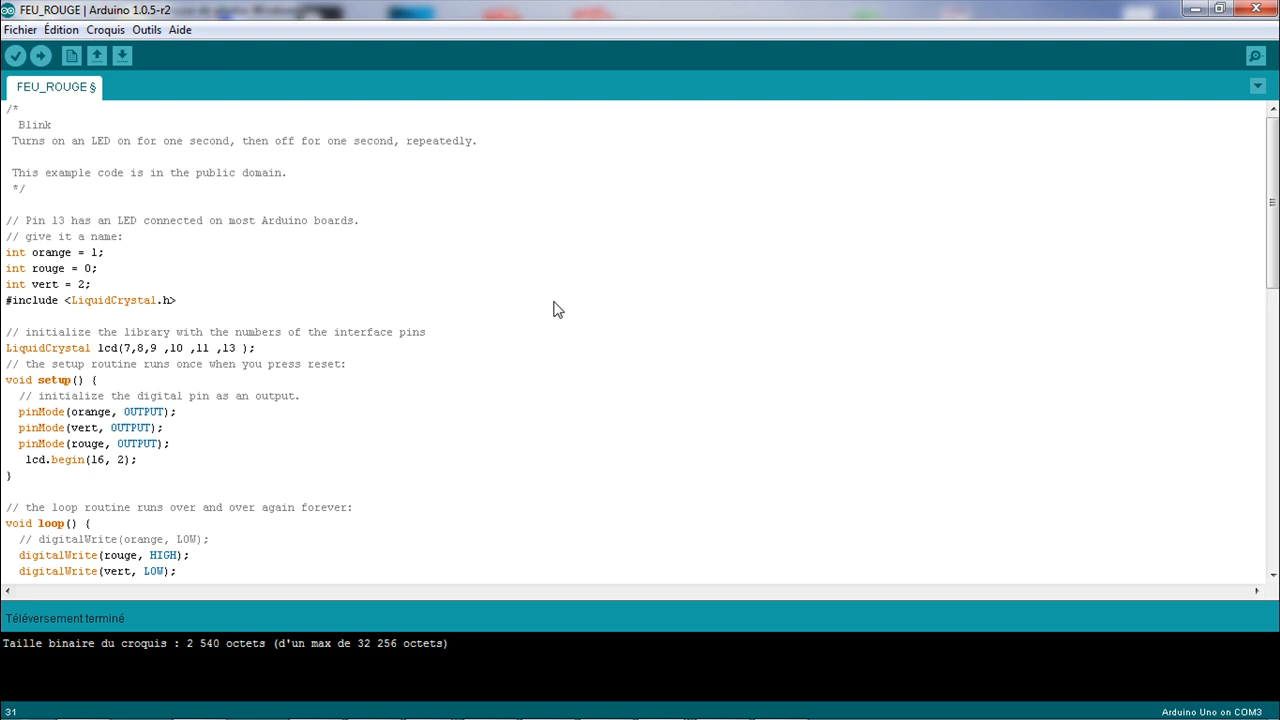 FEU_ROUGE | Arduino 1.0.5-r2
Fichier Édition Croquis Outils Aide
FEU_ROUGE §
/*
Blink
Turns on an LED on for one second, then off for one second, repeatedly.
This example code is in the public domain.
*/
// Pin 13 has an LED connected on most Arduino boards.
// give it a name:
int orange = 1;
int rouge = 0;
int vert = 2;
#include <LiquidCrystal.h>
// initialize the library with the numbers of the interface pins
LiquidCrystal lcd(7,8,9 ,10 ,11 ,13 );
// the setup routine runs once when you press reset:
void setup() {
// initialize the digital pin as an output.
pinMode(orange, OUTPUT);
pinMode(vert, OUTPUT);
pinMode(rouge, OUTPUT);
lcd.begin(16, 2);
}
// the loop routine runs over and over again forever:
void loop() {
// digitalWrite(orange, LOW);
digitalWrite(rouge, HIGH);
digitalWrite(vert, LOW);
Téléversement terminé
Taille binaire du croquis : 2 540 octets (d'un max de 32 256 octets)
31
Arduino Uno on COM3